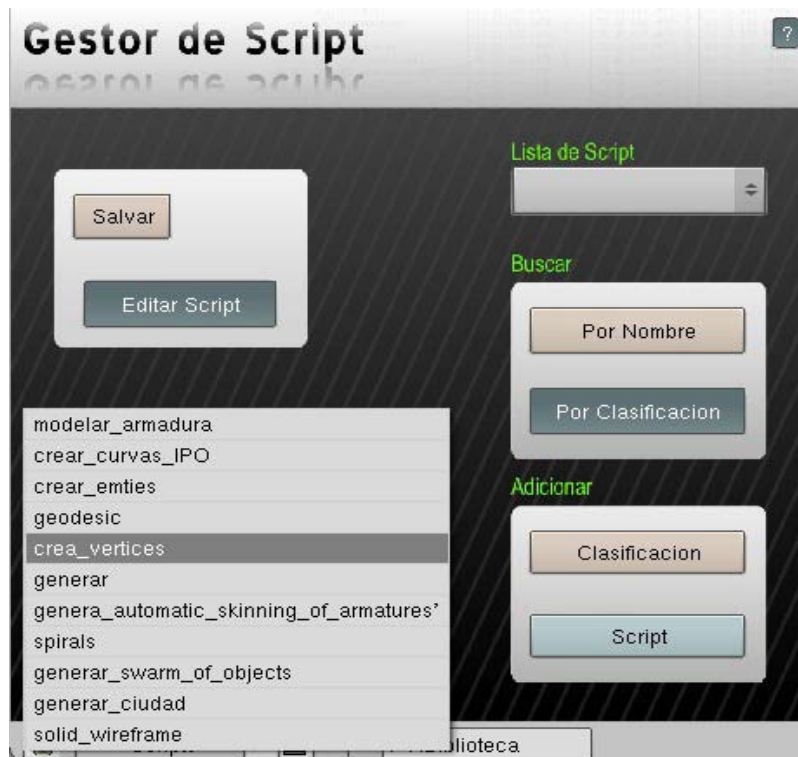 Gestor de Script
?
Lista de Script
Salvar
Editar Script
Buscar
Por Nombre
Por Clasificacion
Adicionar
Clasificacion
Script
modelar_armadura
crear_curvas_IPO
crear_emties
geodesic
crea_vertices
generar
genera_automatic_skinning_of_armatures'
spirals
generar_swarm_of_objects
generar_ciudad
solid_wireframe